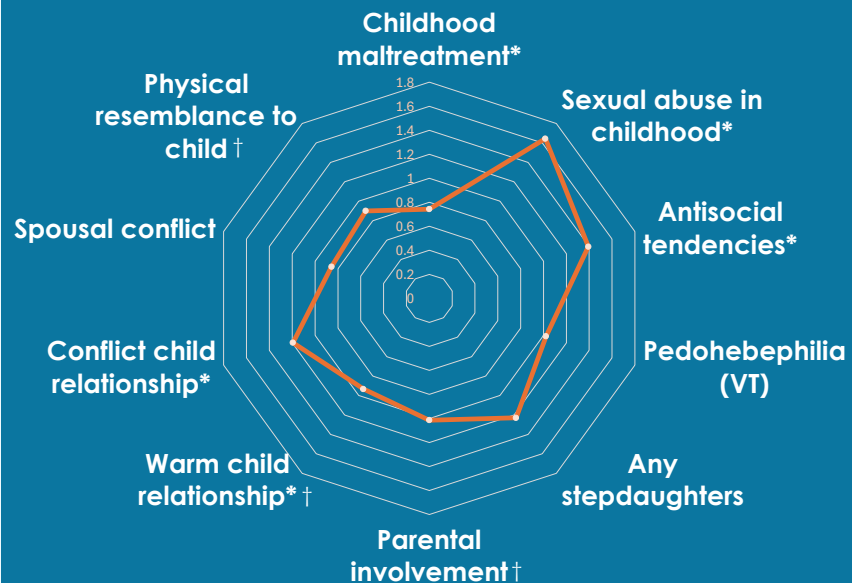 Childhood
maltreatment*
Physical
resemblance to
child †
Sexual abuse in
childhood*
Spousal conflict
Antisocial
tendencies*
Conflict child
relationship*
Pedohebephilia
(VT)
Warm child
relationship* †
Any
stepdaughters
Parental
involvement †
1.8
1.6
1.4
1.2
1
0.8
0.6
0.4
0.2
0